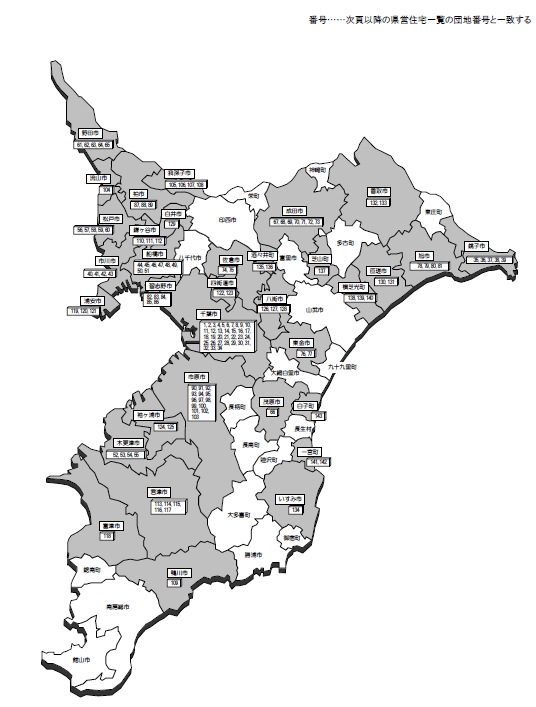 番号……次頁以降の県営住宅一覧の団地番号と一致する
野田市
61, 62, 63, 64, 65
流山市
104
我孫子市
105, 106, 107, 108
柏市
87, 88, 89
神崎町
香取市
132, 133
栄町
白井市
129
印西市
成田市
67, 68, 69, 70, 71, 72, 73
東庄町
松戸市
56, 57, 58, 59, 60
鎌ヶ谷市
110, 111, 112
多古町
銚子市
35, 36, 37, 38, 39
船橋市
44, 45, 46, 47, 48, 49,
50, 51
八千代市
佐倉市
74, 75
酒々井町
135, 136
富里市
芝山町
137
旭市
78, 79, 80, 81
市川市
40, 41, 42, 43
匝瑳市
130, 131
習志野市
82, 83, 84,
85, 86
四街道市
122, 123
横芝光町
138, 139, 140
浦安市
119, 120, 121
八街市
126, 127, 128
山武市
千葉市
1, 2, 3, 4, 5, 6, 7, 8, 9, 10,
11, 12, 13, 14, 15, 16, 17,
18, 19, 20, 21, 22, 23, 24,
25, 26, 27, 28, 29, 30, 31,
32, 33, 34
東金市
76, 77
九十九里町
大網白里市
市原市
90, 91, 92,
93, 94, 95,
96, 97, 98,
99, 100,
101, 102,
103
長柄町
茂原市
66
白子町
143
袖ヶ浦市
124, 125
長生村
木更津市
52, 53, 54, 55
長南町
睦沢町
一宮町
141, 142
君津市
113, 114, 115,
116, 117
いすみ市
134
大多喜町
富津市
118
御宿町
勝浦市
鋸南町
鴨川市
109
南房総市
館山市